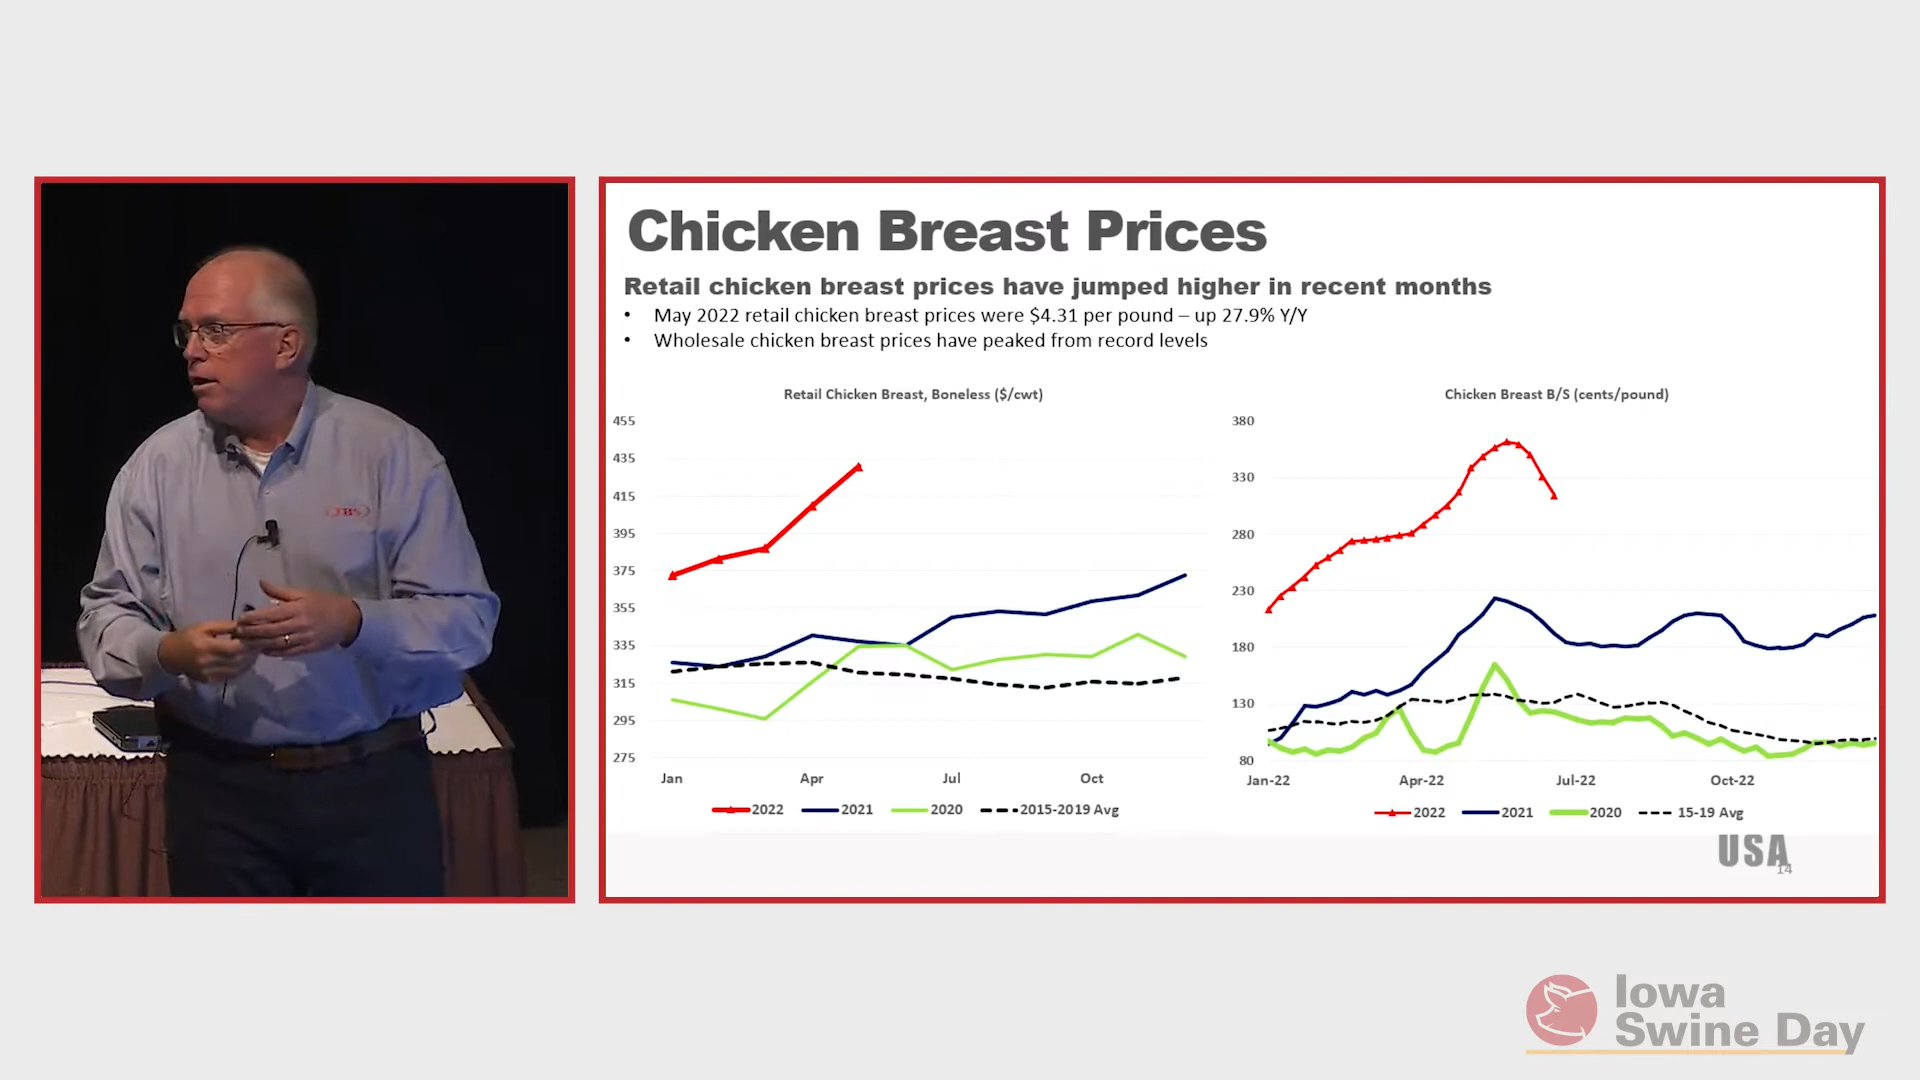 JBS
Chicken Breast Prices
Retail chicken breast prices have jumped higher in recent months
• May 2022 retail chicken breast prices were $4.31 per pound – up 27.9% Y/Y
• Wholesale chicken breast prices have peaked from record levels
Retail Chicken Breast, Boneless ($/cwt)
455
435
415
395
375
355
335
315
295
275
Jan Apr Jul Oct
2022 2021 2020 2015-2019 Avg
Chicken Breast B/S (cents/pound)
380
330
280
230
180
130
80
Jan-22 Apr-22 Jul-22 Oct-22
2022 2021 2020 15-19 Avg
USA
14
Iowa
Swine Day